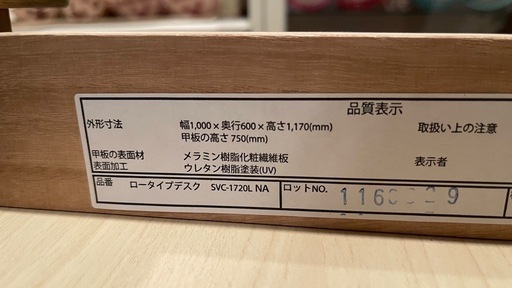 品質表示
外形寸法 幅1,000×奥行600×高さ1,170(mm) 取扱い上の注意
甲板の高さ750(mm)
甲板の表面材 メラミン樹脂化粧繊維板 表示者
表面加工 ウレタン樹脂塗装(UV)
品番 ロータイプデスク SVC-1720L NA ロットNO.